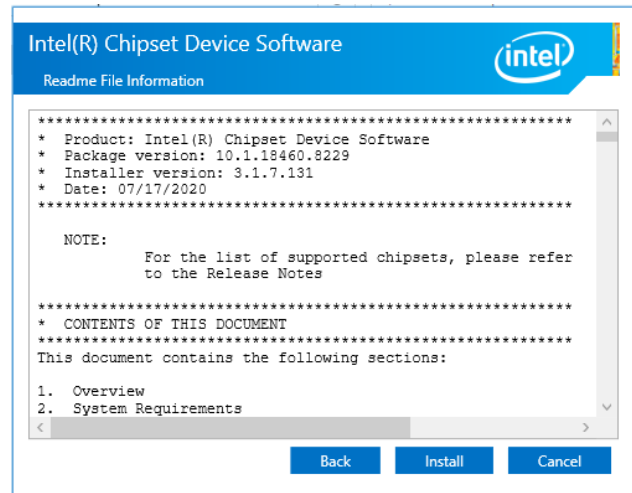 Intel(R) Chipset Device Software
Readme File Information
intel
************************************************************
*  Product: Intel(R) Chipset Device Software
*  Package version: 10.1.18460.8229
*  Installer version: 3.1.7.131
*  Date: 07/17/2020
************************************************************
NOTE:
For the list of supported chipsets, please refer
to the Release Notes
************************************************************
*  CONTENTS OF THIS DOCUMENT
************************************************************
This document contains the following sections:
1.  Overview
2.  System Requirements
Back Install Cancel